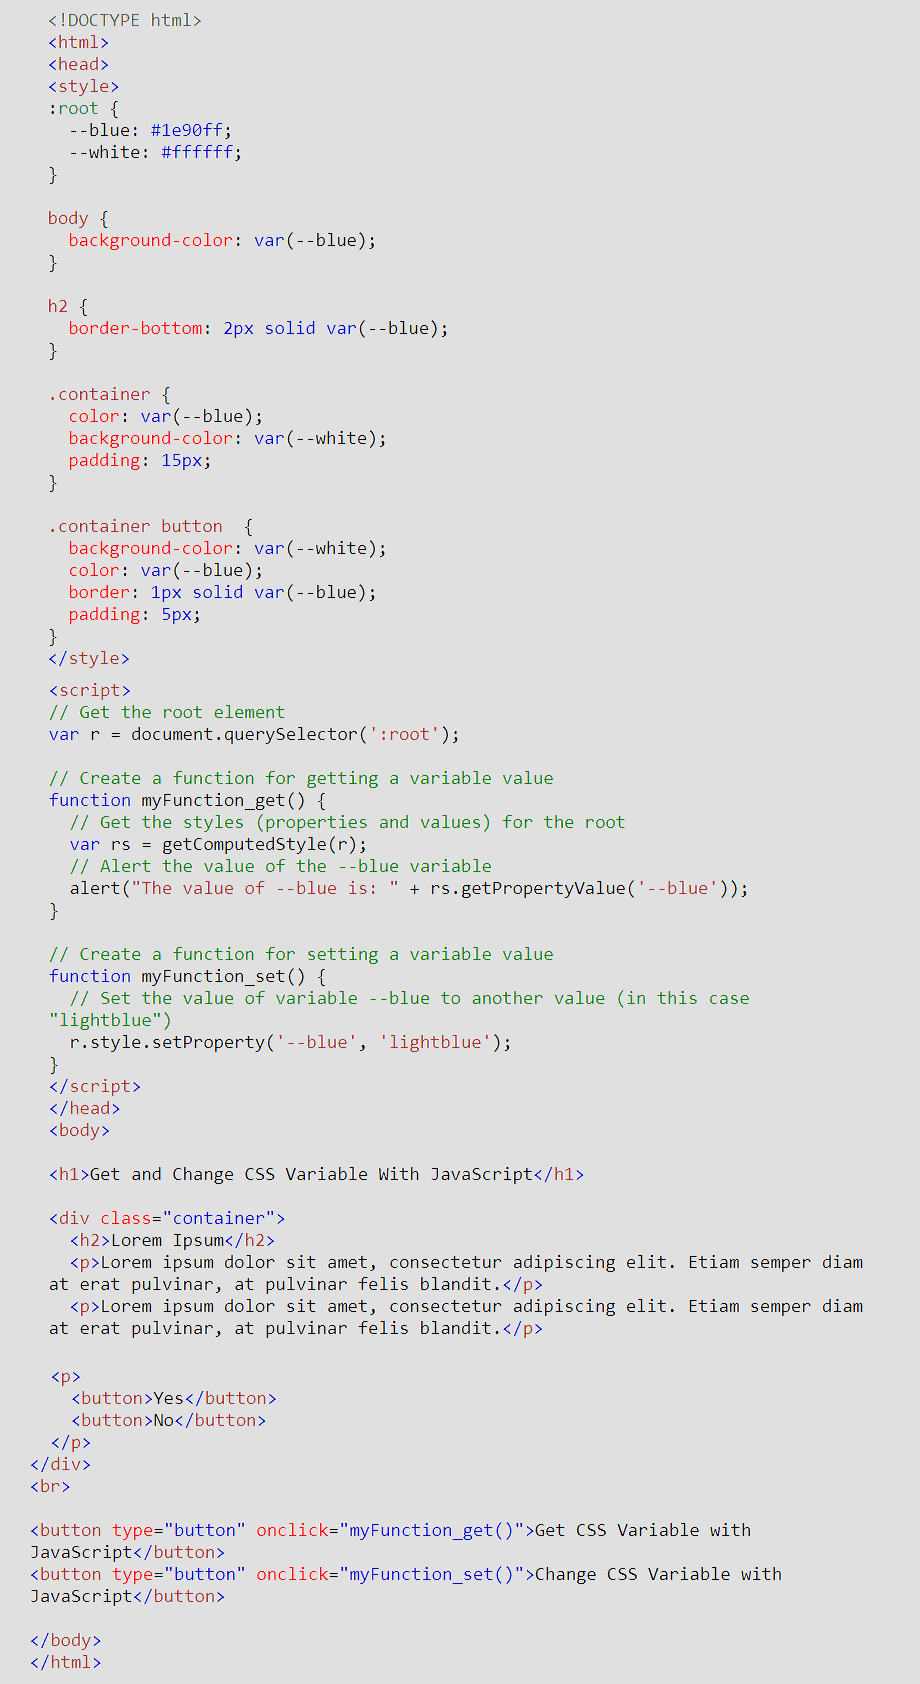 <!DOCTYPE html>
<html>
<head>
<style>
:root {
  --blue: #1e90ff;
  --white: #ffffff;
}

body {
  background-color: var(--blue);
}

h2 {
  border-bottom: 2px solid var(--blue);
}

.container {
  color: var(--blue);
  background-color: var(--white);
  padding: 15px;
}

.container button  {
  background-color: var(--white);
  color: var(--blue);
  border: 1px solid var(--blue);
  padding: 5px;
}
</style>
<script>
// Get the root element
var r = document.querySelector(':root');

// Create a function for getting a variable value
function myFunction_get() {
  // Get the styles (properties and values) for the root
  var rs = getComputedStyle(r);
  // Alert the value of the --blue variable
  alert("The value of --blue is: " + rs.getPropertyValue('--blue'));
}

// Create a function for setting a variable value
function myFunction_set() {
  // Set the value of variable --blue to another value (in this case
"lightblue")
  r.style.setProperty('--blue', 'lightblue');
}
</script>
</head>
<body>

<h1>Get and Change CSS Variable With JavaScript</h1>

<div class="container">
  <h2>Lorem Ipsum</h2>
  <p>Lorem ipsum dolor sit amet, consectetur adipiscing elit. Etiam semper diam
at erat pulvinar, at pulvinar felis blandit.</p>
  <p>Lorem ipsum dolor sit amet, consectetur adipiscing elit. Etiam semper diam
at erat pulvinar, at pulvinar felis blandit.</p>

  <p>
    <button>Yes</button>
    <button>No</button>
  </p>
</div>
<br>

<button type="button" onclick="myFunction_get()">Get CSS Variable with
JavaScript</button>
<button type="button" onclick="myFunction_set()">Change CSS Variable with
JavaScript</button>

</body>
</html>